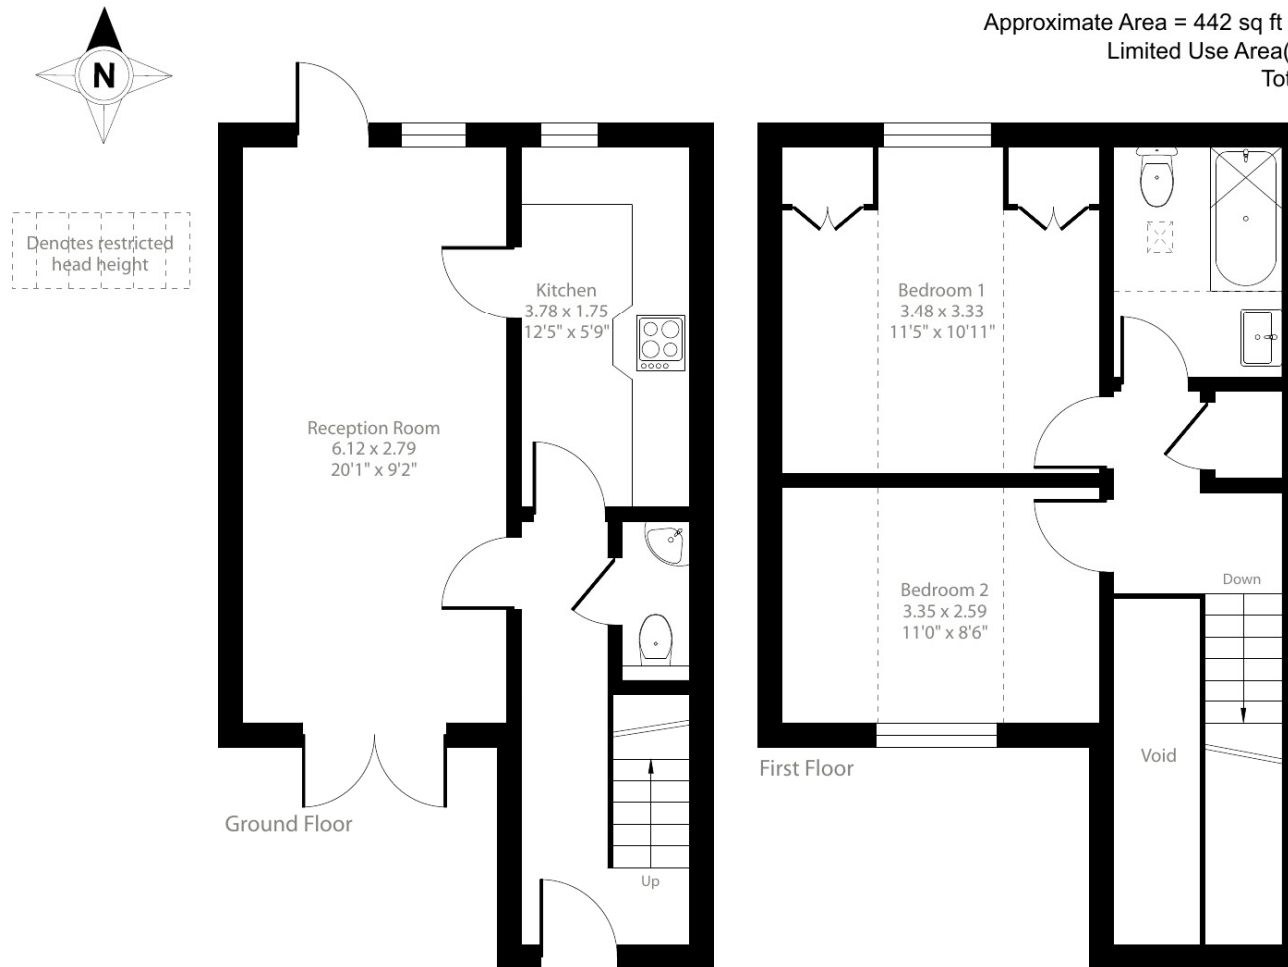 Approximate Area = 442 sq ft
Limited Use Area(
N
Denotes restricted
head height
Kitchen
3.78 x 1.75
12'5" x 5'9"
Reception Room
6.12 x 2.79
20'1" x 9'2"
Up
Ground Floor
Bedroom 1
3.48 x 3.33
11'5" x 10'11"
Bedroom 2
3.35 x 2.59
11'0" x 8'6"
Down
Void
First Floor